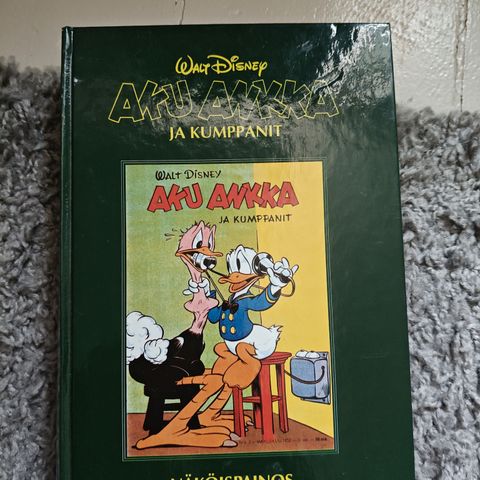 WALT DISNEY
AKU ANKKA
JA KUMPPANIT
WALT DISNEY
AKU ANKKA
JA KUMPPANIT
NÄKÖISPAINOS